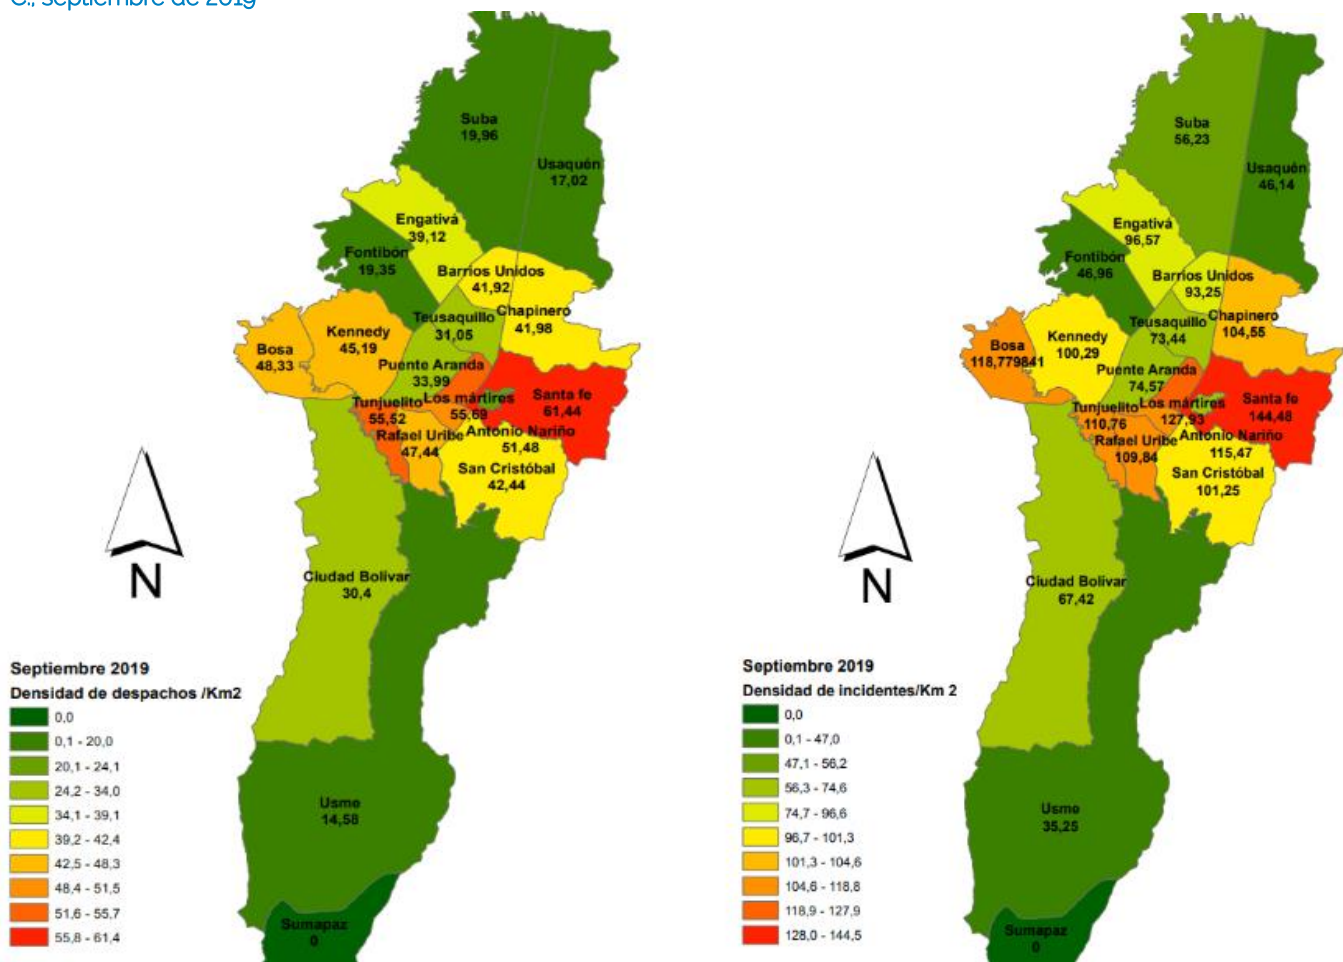 C., septiembre de 2019
Suba
19,96
Usaquén
17,02
Engativá
39,12
Fontibón
19,35
Barrios Unidos
41,92
Chapinero
41,98
Teusaquillo
31,05
Kennedy
45,19
Bosa
48,33
Puente Aranda
33,99
Santa fe
61,44
Tunjuelito
55,52
Los mártires
55,69
Rafael Uribe
47,44
Antonio Nariño
51,48
San Cristóbal
42,44
N
Ciudad Bolívar
30,4
Usme
14,58
Sumapaz
0
Septiembre 2019
Densidad de despachos /Km2
0,0
0,1 - 20,0
20,1 - 24,1
24,2 - 34,0
34,1 - 39,1
39,2 - 42,4
42,5 - 48,3
48,4 - 51,5
51,6 - 55,7
55,8 - 61,4
Suba
56,23
Usaquén
46,14
Engativá
96,57
Fontibón
46,96
Barrios Unidos
93,25
Chapinero
104,55
Teusaquillo
73,44
Kennedy
100,29
Bosa
118,779841
Puente Aranda
74,57
Santa fe
144,48
Tunjuelito
110,76
Los mártires
127,93
Rafael Uribe
109,84
Antonio Nariño
115,47
San Cristóbal
101,25
N
Ciudad Bolívar
67,42
Usme
35,25
Sumapaz
0
Septiembre 2019
Densidad de incidentes/Km 2
0,0
0,1 - 47,0
47,1 - 56,2
56,3 - 74,6
74,7 - 96,6
96,7 - 101,3
101,3 - 104,6
104,6 - 118,8
118,9 - 127,9
128,0 - 144,5